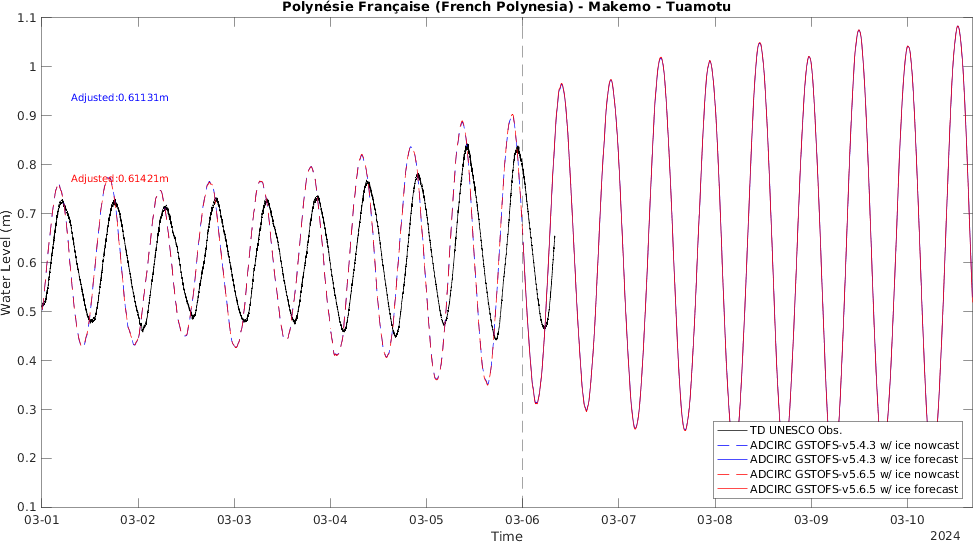 Polynésie Française (French Polynesia) - Makemo - Tuamotu
1.1
1
0.9
0.8
0.7
0.6
0.5
0.4
0.3
0.2
0.1
Water Level (m)
Adjusted:0.61131m
Adjusted:0.61421m
TD UNESCO Obs.
ADCIRC GSTOFS-v5.4.3 w/ ice nowcast
ADCIRC GSTOFS-v5.4.3 w/ ice forecast
ADCIRC GSTOFS-v5.6.5 w/ ice nowcast
ADCIRC GSTOFS-v5.6.5 w/ ice forecast
03-01 03-02 03-03 03-04 03-05 03-06 03-07 03-08 03-09 03-10
Time
2024